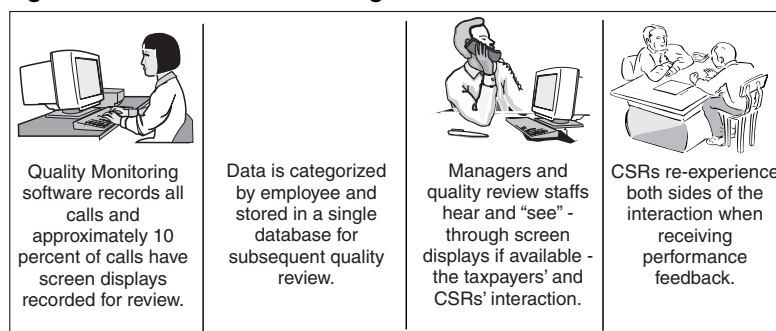 Quality Monitoring
software records all
calls and
approximately 10
percent of calls have
screen displays
recorded for review.
Data is categorized
by employee and
stored in a single
database for
subsequent quality
review.
Managers and
quality review staffs
hear and “see” -
through screen
displays if available -
the taxpayers’ and
CSRs’ interaction.
CSRs re-experience
both sides of the
interaction when
receiving
performance
feedback.